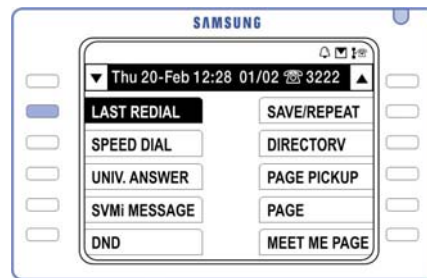 SAMSUNG
Thu 20-Feb 12:28 01/02 ☏3222
LAST REDIAL SAVE/REPEAT
SPEED DIAL DIRECTORV
UNIV. ANSWER PAGE PICKUP
SVMi MESSAGE PAGE
DND MEET ME PAGE